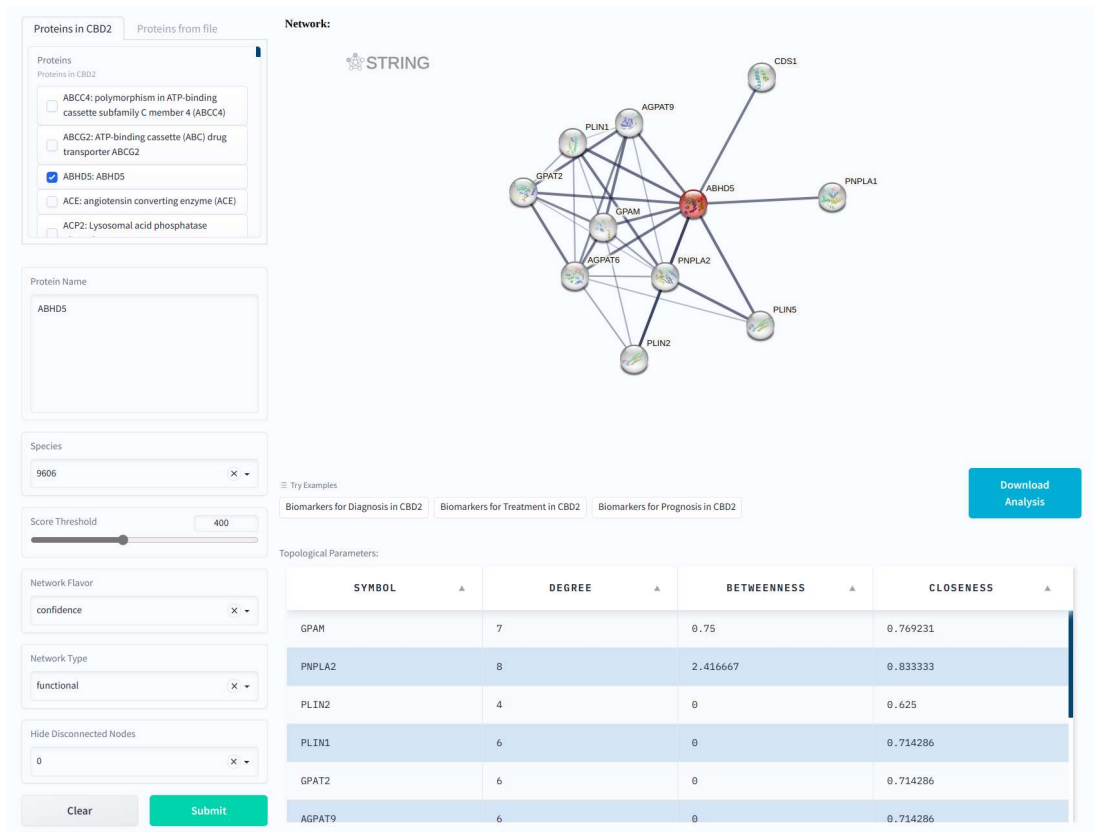 Proteins in CBD2
Proteins from file
Proteins
Proteins in CBD2
ABCC4: polymorphism in ATP-binding
cassette subfamily C member 4 (ABCC4)
ABCG2: ATP-binding cassette (ABC) drug
transporter ABCG2
ABHD5: ABHD5
ACE: angiotensin converting enzyme (ACE)
ACP2: Lysosomal acid phosphatase
Protein Name
ABHD5
Species
9606
Score Threshold
400
Network Flavor
confidence
Network Type
functional
Hide Disconnected Nodes
0
Clear
Submit
Network:
STRING
CDS1
AGPAT9
PLIN1
GPAT2
ABHD5
PNPLA1
GPAM
AGPAT6
PNPLA2
PLIN5
PLIN2
Try Examples
Biomarkers for Diagnosis in CBD2
Biomarkers for Treatment in CBD2
Biomarkers for Prognosis in CBD2
Download
Analysis
Topological Parameters:
SYMBOL DEGREE BETWEENNESS CLOSENESS
GPAM 7 0.75 0.769231
PNPLA2 8 2.416667 0.833333
PLIN2 4 0 0.625
PLIN1 6 0 0.714286
GPAT2 6 0 0.714286
AGPAT9 6 0 0.714286